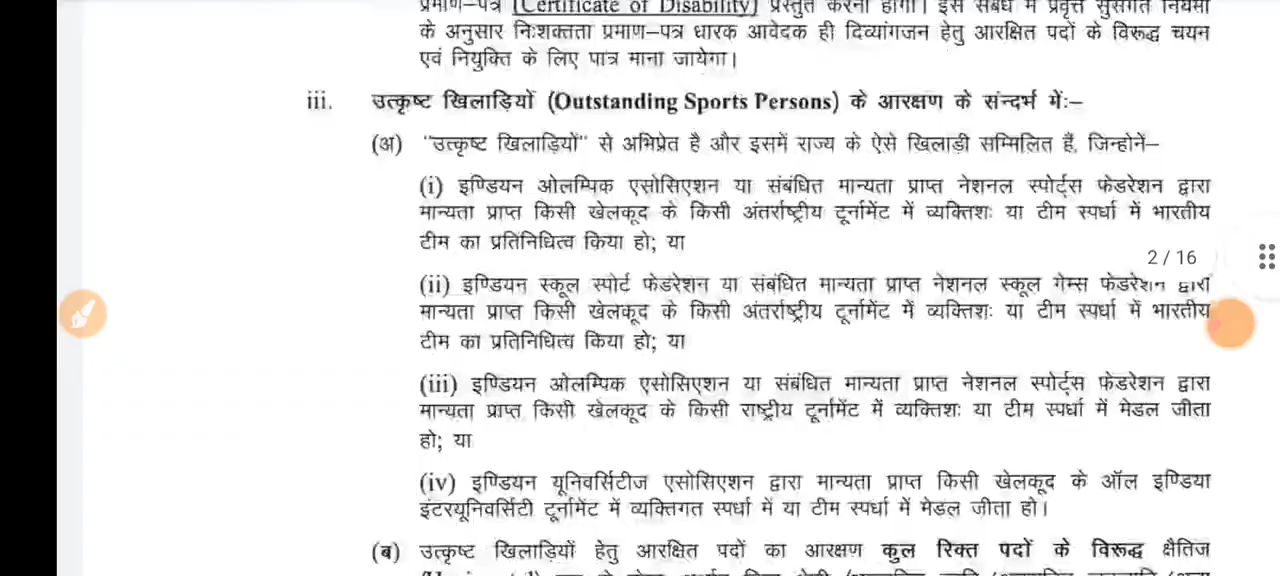 प्रमाण–पत्र (Certificate of Disability) प्रस्तुत करना होगा। इस संबंध में प्रवृत्त सुसंगत नियमों
के अनुसार निःशक्तता प्रमाण–पत्र धारक आवेदक ही दिव्यांगजन हेतु आरक्षित पदों के विरूद्ध चयन
एवं नियुक्ति के लिए पात्र माना जायेगा।
iii. उत्कृष्ट खिलाड़ियों (Outstanding Sports Persons) के आरक्षण के संन्दर्भ में:–
(अ) "उत्कृष्ट खिलाड़ियों" से अभिप्रेत है और इसमें राज्य के ऐसे खिलाड़ी सम्मिलित हैं, जिन्होनें–
(i) इण्डियन ओलम्पिक एसोसिएशन या संबंधित मान्यता प्राप्त नेशनल स्पोर्ट्स फेडरेशन द्वारा
मान्यता प्राप्त किसी खेलकूद के किसी अंतर्राष्ट्रीय टूर्नामेंट में व्यक्तिशः या टीम स्पर्धा में भारतीय
टीम का प्रतिनिधित्व किया हो; या
2 / 16
(ii) इण्डियन स्कूल स्पोर्ट फेडरेशन या संबंधित मान्यता प्राप्त नेशनल स्कूल गेम्स फेडरेशन द्वारा
मान्यता प्राप्त किसी खेलकूद के किसी अंतर्राष्ट्रीय टूर्नामेंट में व्यक्तिशः या टीम स्पर्धा में भारतीय
टीम का प्रतिनिधित्व किया हो; या
(iii) इण्डियन ओलम्पिक एसोसिएशन या संबंधित मान्यता प्राप्त नेशनल स्पोर्ट्स फेडरेशन द्वारा
मान्यता प्राप्त किसी खेलकूद के किसी राष्ट्रीय टूर्नामेंट में व्यक्तिशः या टीम स्पर्धा में मेडल जीता
हो; या
(iv) इण्डियन यूनिवर्सिटीज एसोसिएशन द्वारा मान्यता प्राप्त किसी खेलकूद के ऑल इण्डिया
इंटरयूनिवर्सिटी टूर्नामेंट में व्यक्तिगत स्पर्धा में या टीम स्पर्धा में मेडल जीता हो।
(ब) उत्कृष्ट खिलाड़ियों हेतु आरक्षित पदों का आरक्षण कुल रिक्त पदों के विरूद्ध क्षैतिज